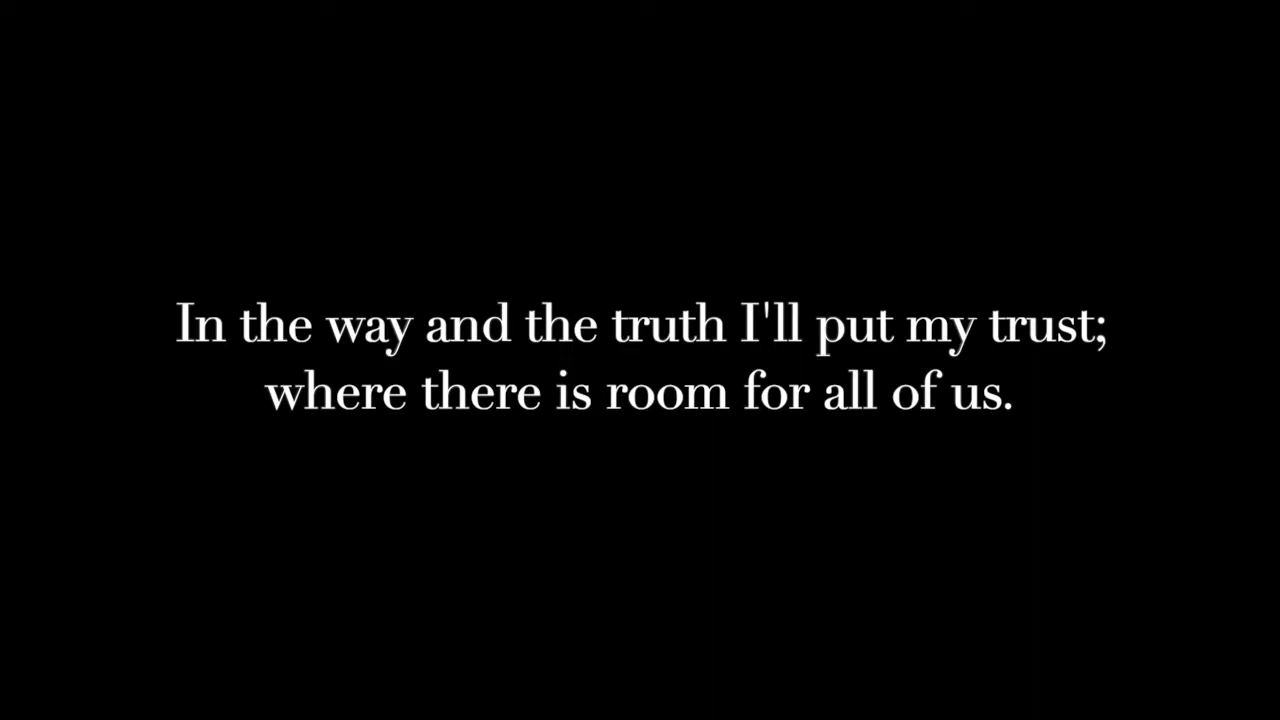 In the way and the truth I'll put my trust;
where there is room for all of us.